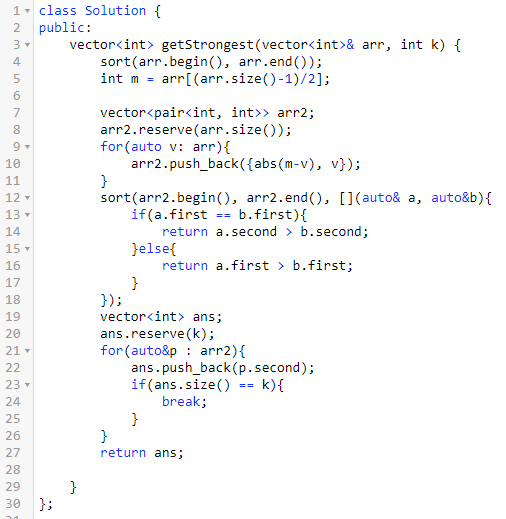 1 class Solution {
2 public:
3     vector<int> getStrongest(vector<int>& arr, int k) {
4         sort(arr.begin(), arr.end());
5         int m = arr[(arr.size()-1)/2];
6
7         vector<pair<int, int>> arr2;
8         arr2.reserve(arr.size());
9         for(auto v: arr){
10             arr2.push_back({abs(m-v), v});
11         }
12         sort(arr2.begin(), arr2.end(), [](auto& a, auto&b){
13             if(a.first == b.first){
14                 return a.second > b.second;
15             }else{
16                 return a.first > b.first;
17             }
18         });
19         vector<int> ans;
20         ans.reserve(k);
21         for(auto&p : arr2){
22             ans.push_back(p.second);
23             if(ans.size() == k){
24                 break;
25             }
26         }
27         return ans;
28
29     }
30 };